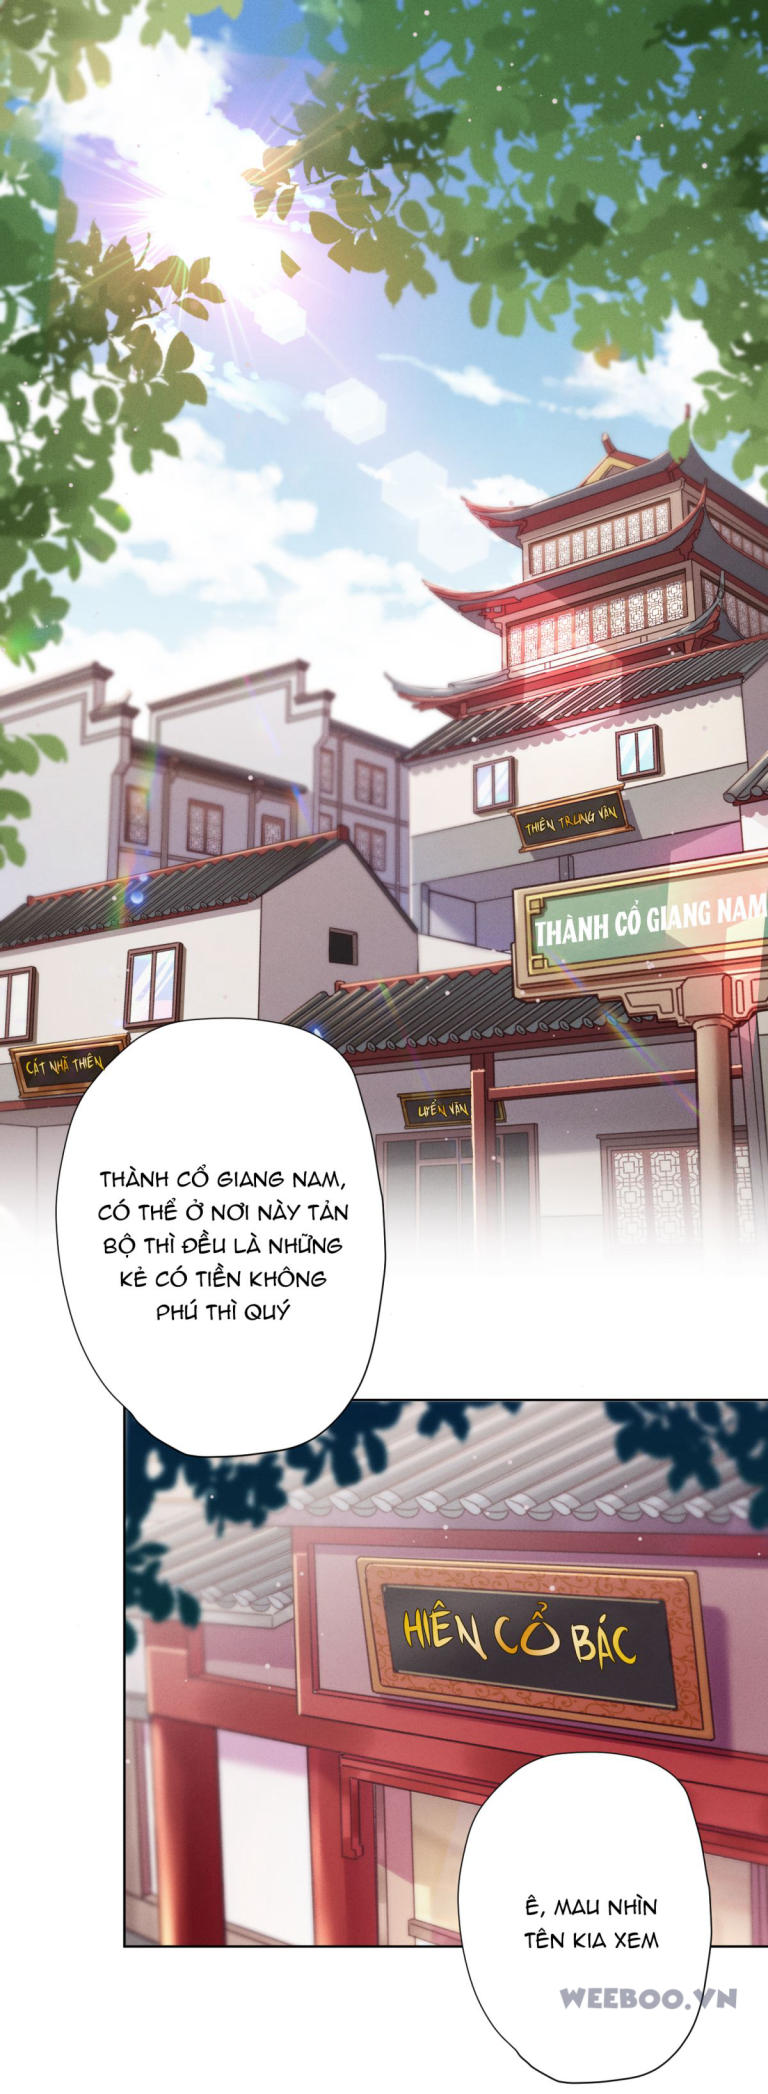 THIÊN TRUNG VÂN
THÀNH CỔ GIANG NAM
CÁT NHÃ THIÊN
UYỂN VÂN
THÀNH CỔ GIANG NAM,
CÓ THỂ Ở NƠI NÀY TẢN
BỘ THÌ ĐỀU LÀ NHỮNG
KẺ CÓ TIỀN KHÔNG
PHÚ THÌ QUÝ
HIÊN CỔ BÁC
Ê, MAU NHÌN
TÊN KIA XEM
WEEBOO.VN